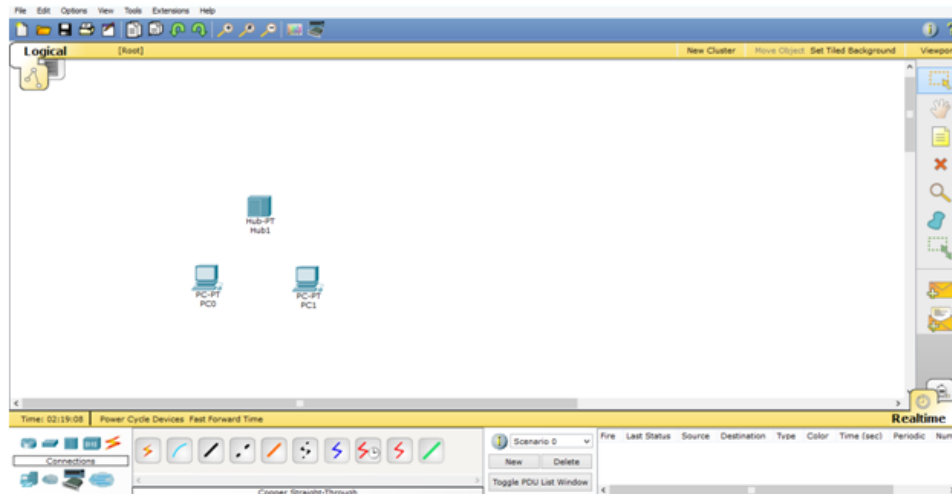 File Edit Options View Tools Extensions Help
Logical [Root] New Cluster Move Object Set Tiled Background Viewpor
Hub-PT
Hub1
PC-PT
PC0
PC-PT
PC1
Time: 02:19:08 Power Cycle Devices Fast Forward Time
Realtime
Scenario 0
Fire Last Status Source Destination Type Color Time (sec) Periodic Num
Connections
New Delete
Toggle PDU List Window
Copper Straight-Through